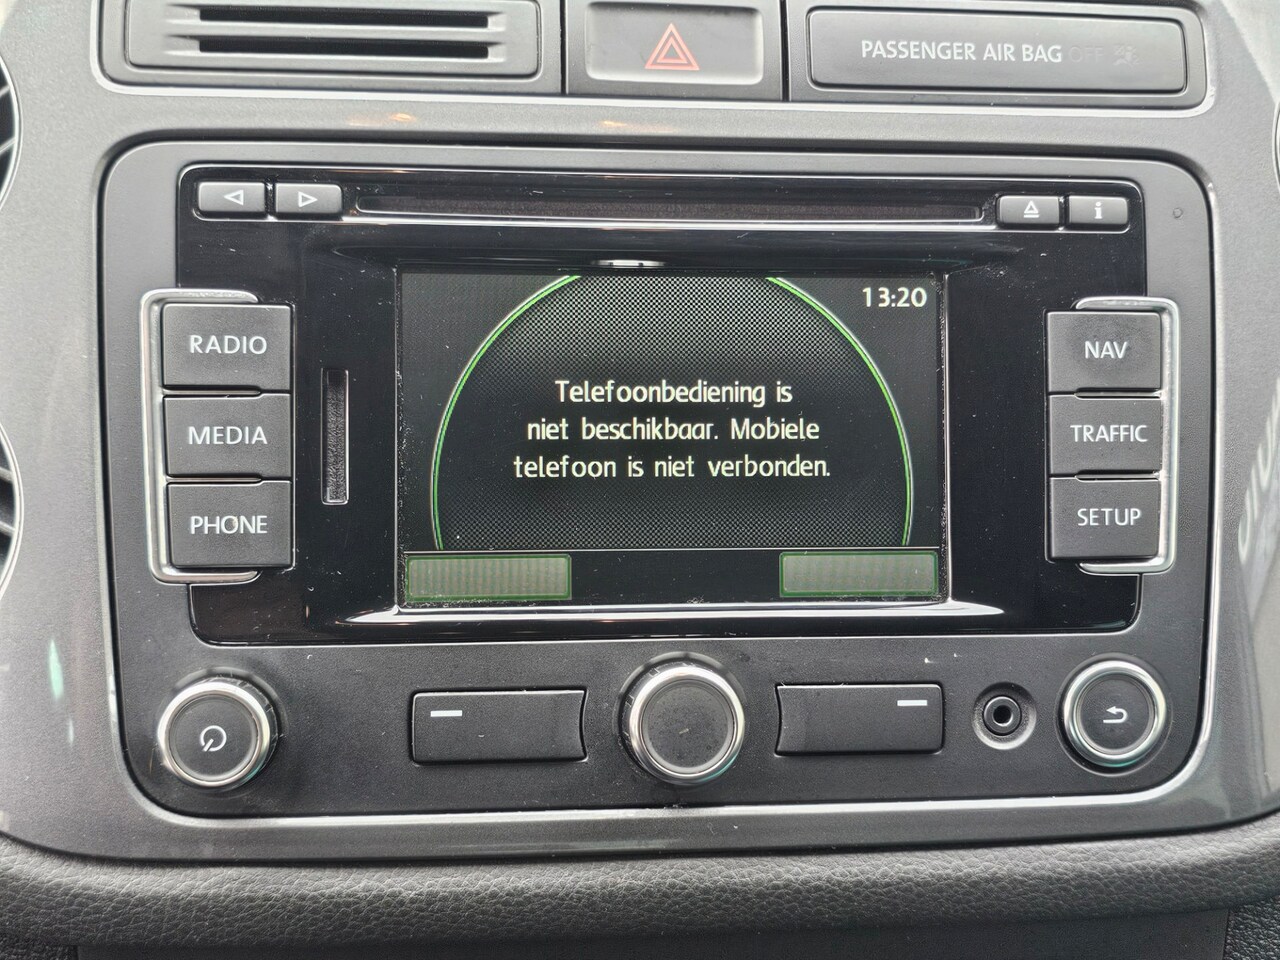 PASSENGER AIR BAG OFF
RADIO
MEDIA
PHONE
13:20
Telefoonbediening is
niet beschikbaar. Mobiele
telefoon is niet verbonden.
NAV
TRAFFIC
SETUP